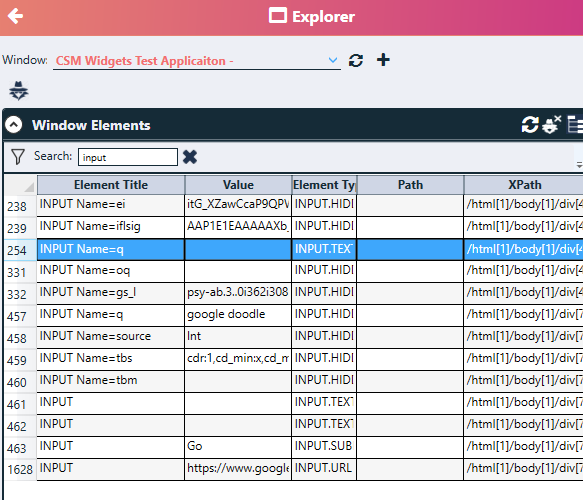 Explorer
Window: CSM Widgets Test Applicaiton -
Window Elements
Search: input
Element Title Value Element Ty Path XPath
238 INPUT Name=ei itG_XZawCcaP9QPW INPUT.HIDI /html[1]/body[1]/div[4
239 INPUT Name=iflsig AAP1E1EAAAAAXb_ INPUT.HIDI /html[1]/body[1]/div[4
254 INPUT Name=q INPUT.TEXT /html[1]/body[1]/div[4
331 INPUT Name=oq INPUT.HIDI /html[1]/body[1]/div[4
332 INPUT Name=gs_l psy-ab.3..0i362i308 INPUT.HIDI /html[1]/body[1]/div[4
457 INPUT Name=q google doodle INPUT.HIDI /html[1]/body[1]/div[7
458 INPUT Name=source lnt INPUT.HIDI /html[1]/body[1]/div[7
459 INPUT Name=tbs cdr:1,cd_min:x,cd_m INPUT.HIDI /html[1]/body[1]/div[7
460 INPUT Name=tbm INPUT.HIDI /html[1]/body[1]/div[7
461 INPUT INPUT.TEXT /html[1]/body[1]/div[7
462 INPUT INPUT.TEXT /html[1]/body[1]/div[7
463 INPUT Go INPUT.SUB /html[1]/body[1]/div[7
1628 INPUT https://www.google INPUT.URL /html[1]/body[1]/div[7